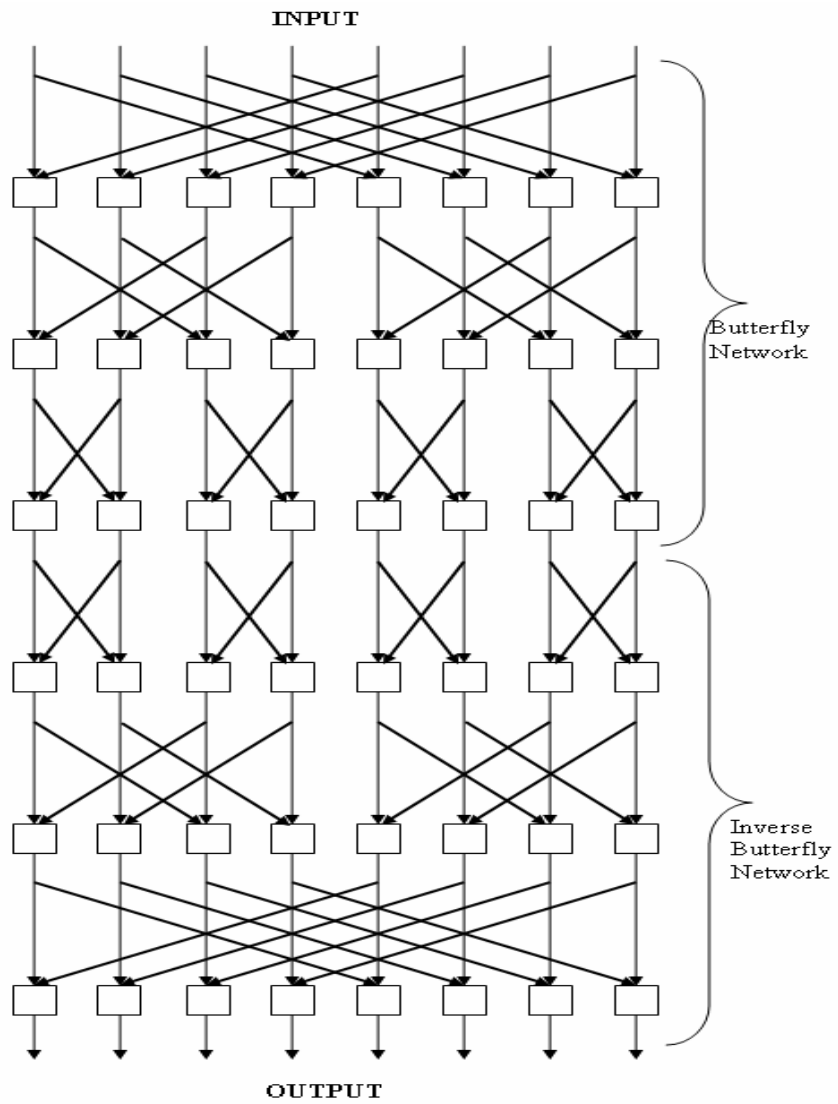 INPUT
Butterfly
Network
Inverse
Butterfly
Network
OUTPUT